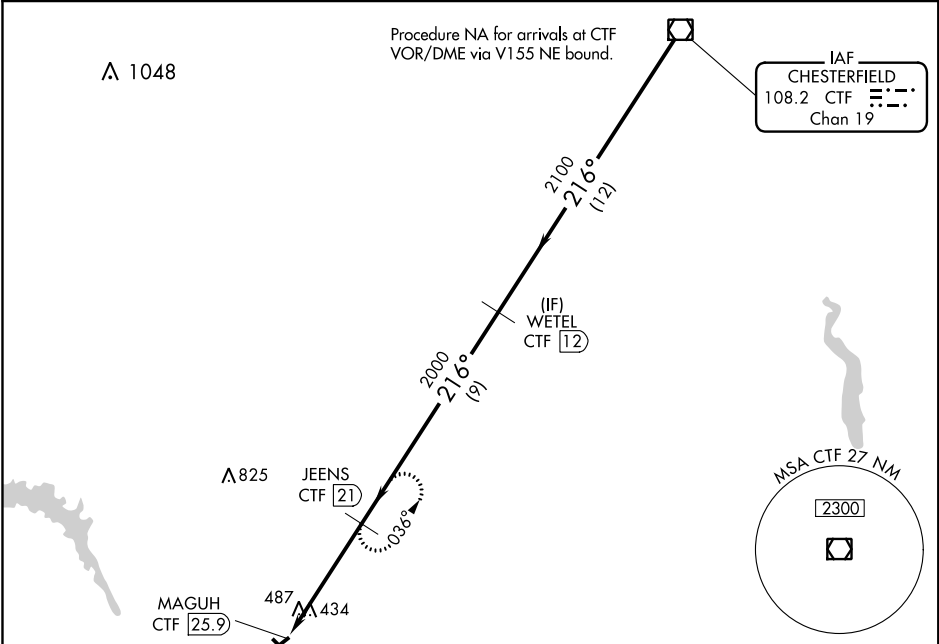 Procedure NA for arrivals at CTF
VOR/DME via V155 NE bound.
1048
IAF
CHESTERFIELD
108.2 CTF
Chan 19
2100
216°
(12)
(IF)
WETEL
CTF 12
2000
216°
(9)
825
JEENS
CTF 21
036°
MSA CTF 27 NM
2300
487
434
MAGUH
CTF 25.9